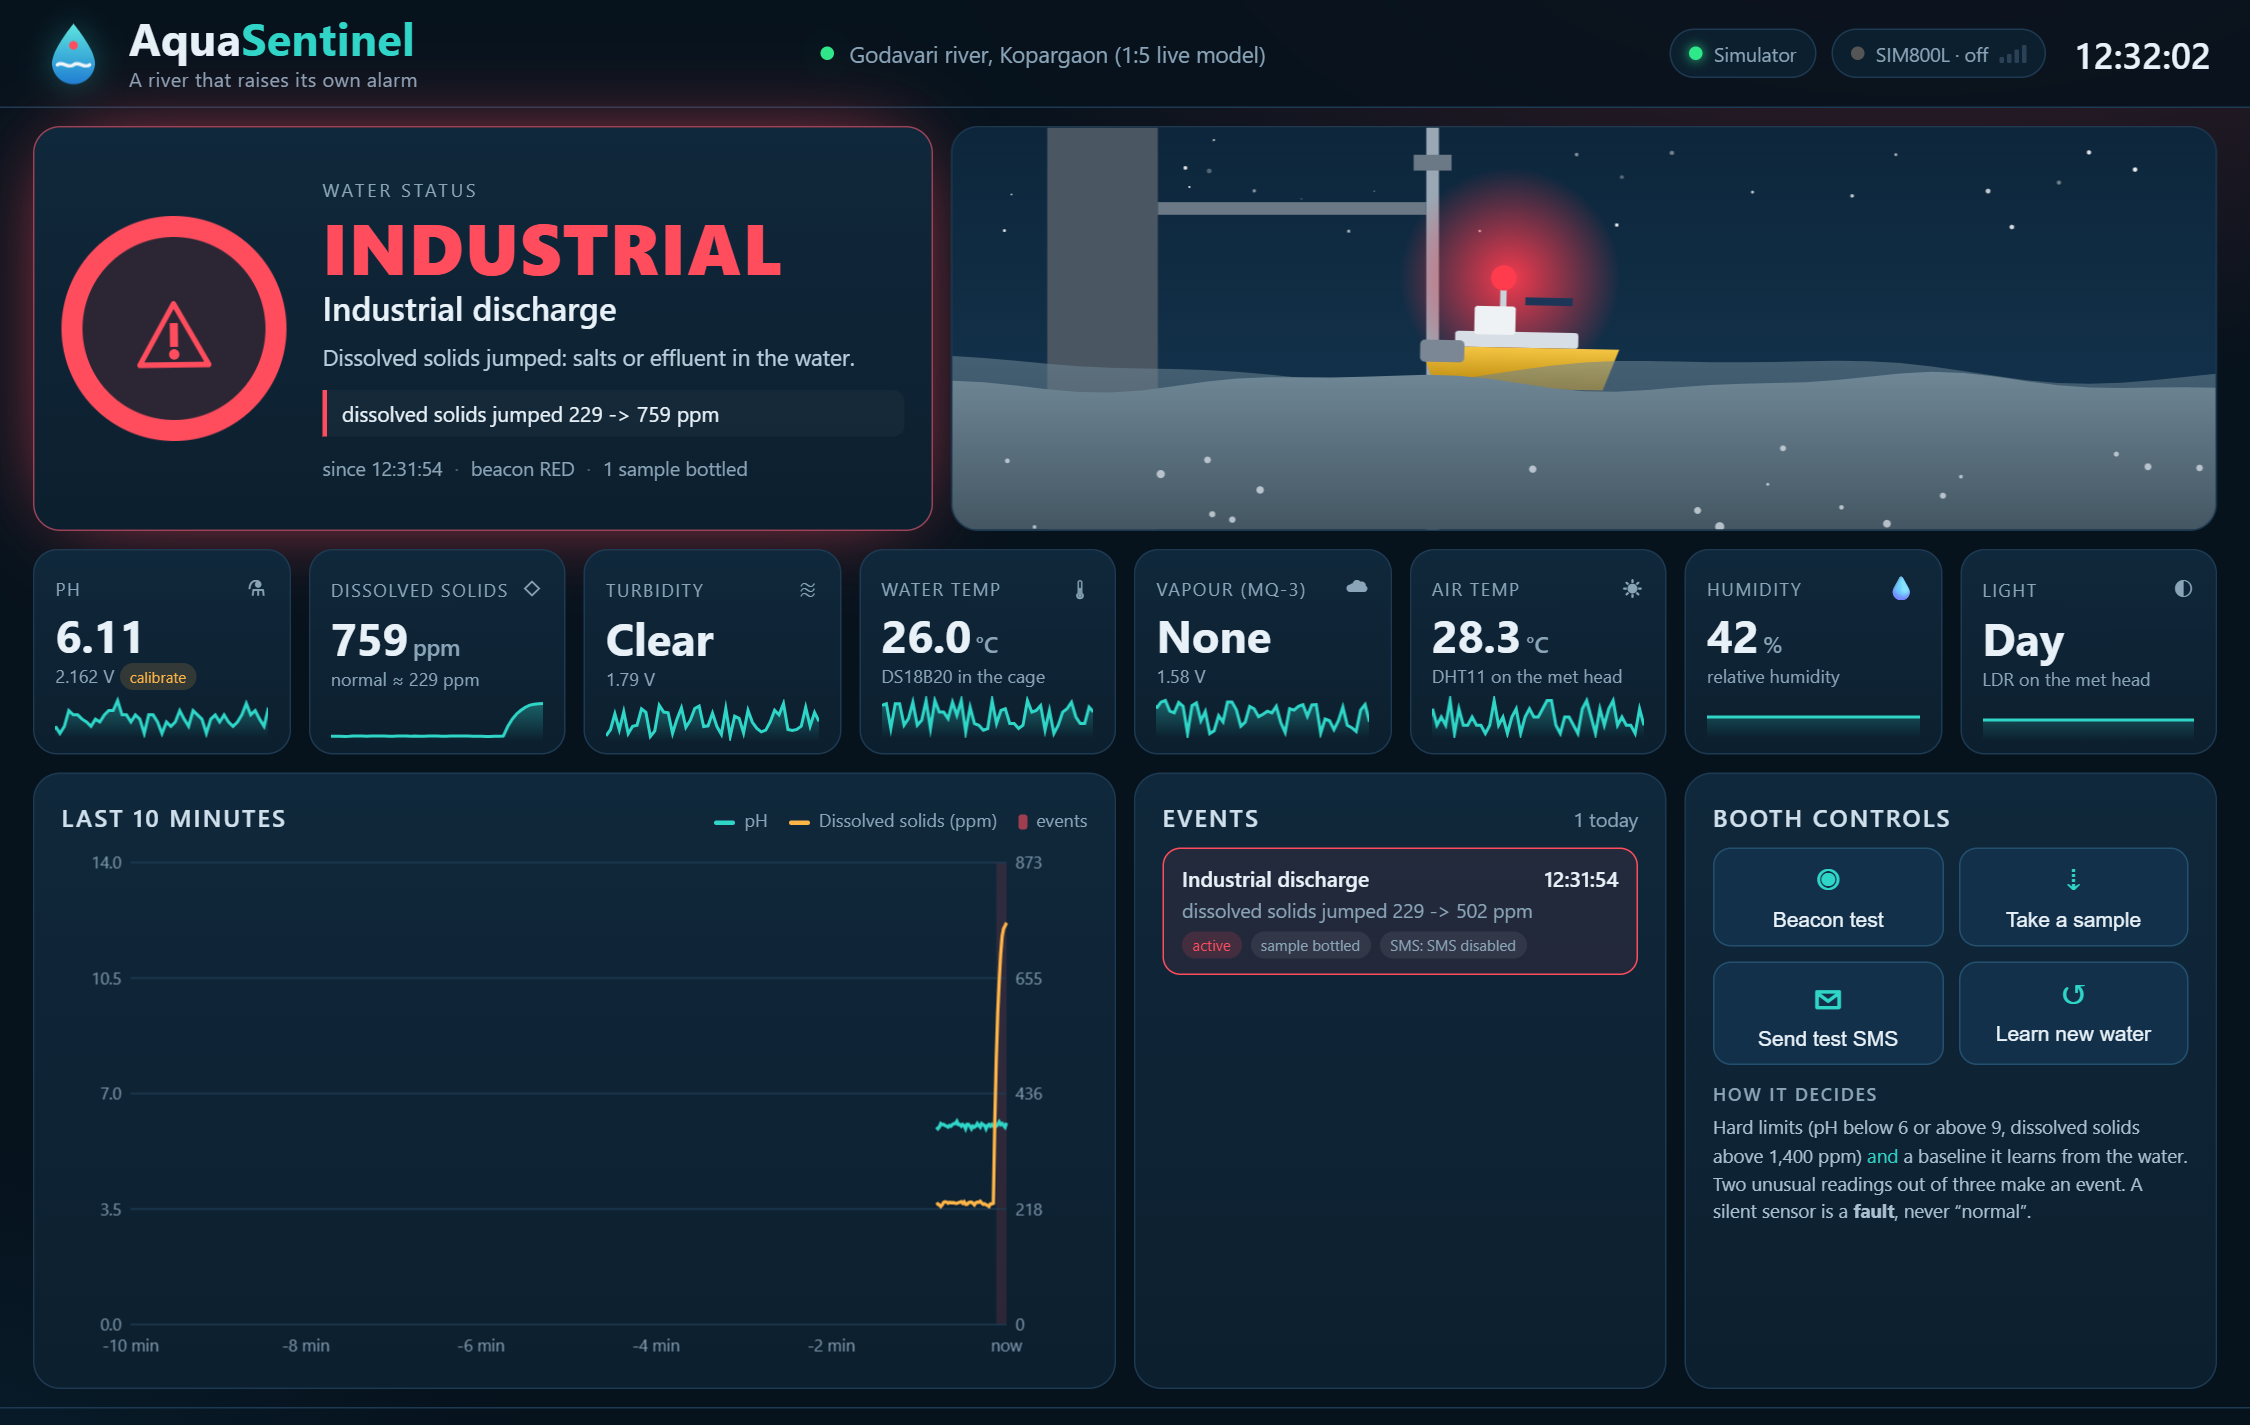 AquaSentinel
A river that raises its own alarm
Godavari river, Kopargaon (1:5 live model)
Simulator
SIM800L · off
12:32:02
WATER STATUS
INDUSTRIAL
Industrial discharge
Dissolved solids jumped: salts or effluent in the water.
dissolved solids jumped 229 -> 759 ppm
since 12:31:54 · beacon RED · 1 sample bottled
PH
6.11
2.162 V calibrate
DISSOLVED SOLIDS
759 ppm
normal ≈ 229 ppm
TURBIDITY
Clear
1.79 V
WATER TEMP
26.0 °C
DS18B20 in the cage
VAPOUR (MQ-3)
None
1.58 V
AIR TEMP
28.3 °C
DHT11 on the met head
HUMIDITY
42 %
relative humidity
LIGHT
Day
LDR on the met head
LAST 10 MINUTES
pH Dissolved solids (ppm) events
14.0 873
10.5 655
7.0 436
3.5 218
0.0 0
-10 min -8 min -6 min -4 min -2 min now
EVENTS
1 today
Industrial discharge 12:31:54
dissolved solids jumped 229 -> 502 ppm
active sample bottled SMS: SMS disabled
BOOTH CONTROLS
Beacon test
Take a sample
Send test SMS
Learn new water
HOW IT DECIDES
Hard limits (pH below 6 or above 9, dissolved solids
above 1,400 ppm) and a baseline it learns from the water.
Two unusual readings out of three make an event. A
silent sensor is a fault, never “normal”.